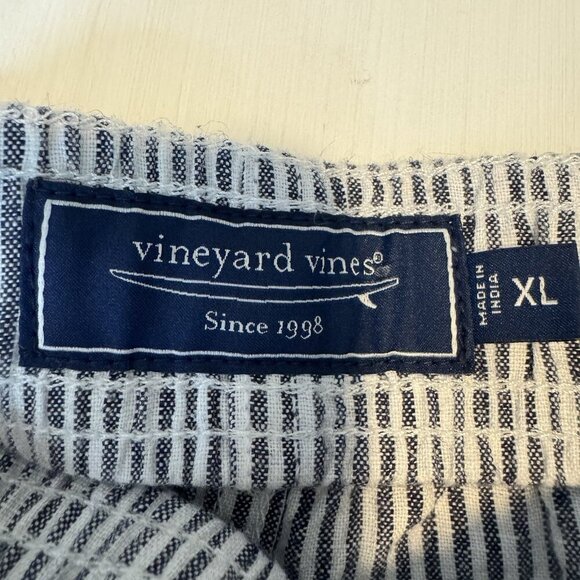 vineyard vines®
Since 1998
MADE IN
INDIA
XL